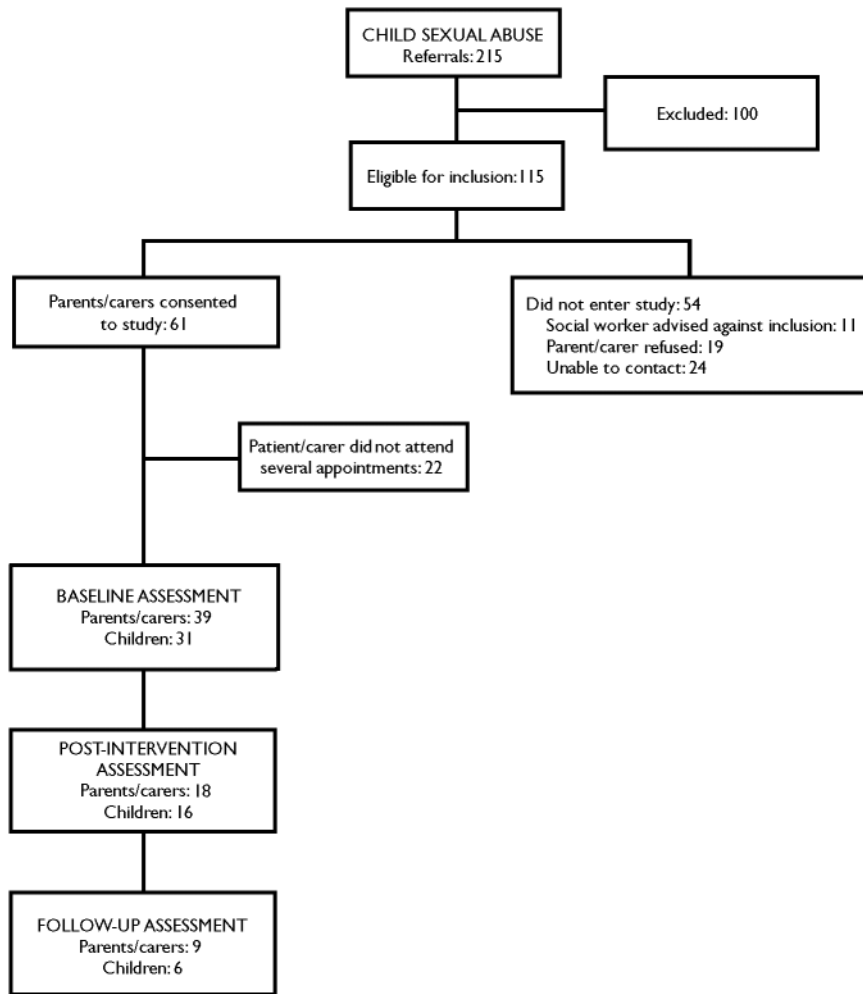 CHILD SEXUAL ABUSE
Referrals: 215
Excluded: 100
Eligible for inclusion: 115
Parents/carers consented
to study: 61
Did not enter study: 54
Social worker advised against inclusion: 11
Parent/carer refused: 19
Unable to contact: 24
Patient/carer did not attend
several appointments: 22
BASELINE ASSESSMENT
Parents/carers: 39
Children: 31
POST-INTERVENTION
ASSESSMENT
Parents/carers: 18
Children: 16
FOLLOW-UP ASSESSMENT
Parents/carers: 9
Children: 6